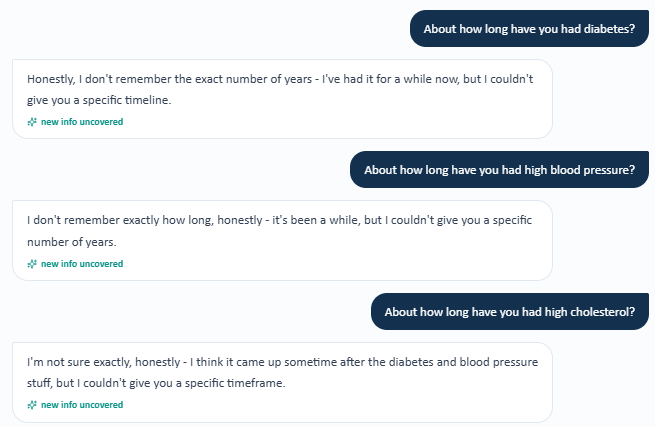 About how long have you had diabetes?
Honestly, I don't remember the exact number of years - I've had it for a while now, but I couldn't
give you a specific timeline.
new info uncovered
About how long have you had high blood pressure?
I don't remember exactly how long, honestly - it's been a while, but I couldn't give you a specific
number of years.
new info uncovered
About how long have you had high cholesterol?
I'm not sure exactly, honestly - I think it came up sometime after the diabetes and blood pressure
stuff, but I couldn't give you a specific timeframe.
new info uncovered